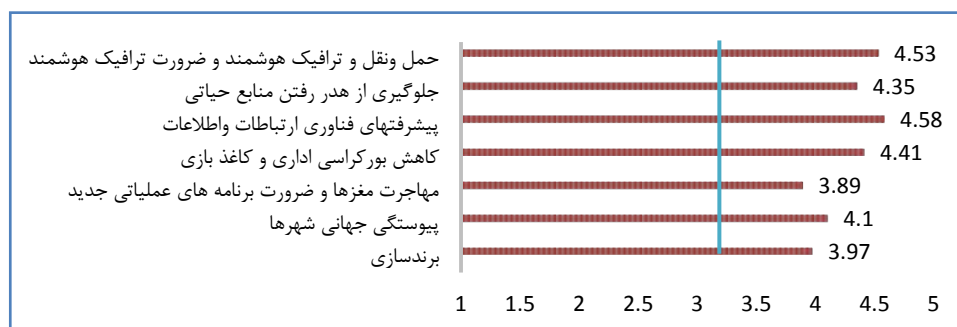 حمل ونقل و ترافیک هوشمند و ضرورت ترافیک هوشمند 4.53
جلوگیری از هدر رفتن منابع حیاتی 4.35
پیشرفتهای فناوری ارتباطات واطلاعات 4.58
کاهش بورکراسی اداری و کاغذ بازی 4.41
مهاجرت مغزها و ضرورت برنامه های عملیاتی جدید 3.89
پیوستگی جهانی شهرها 4.1
برندسازی 3.97
1 1.5 2 2.5 3 3.5 4 4.5 5